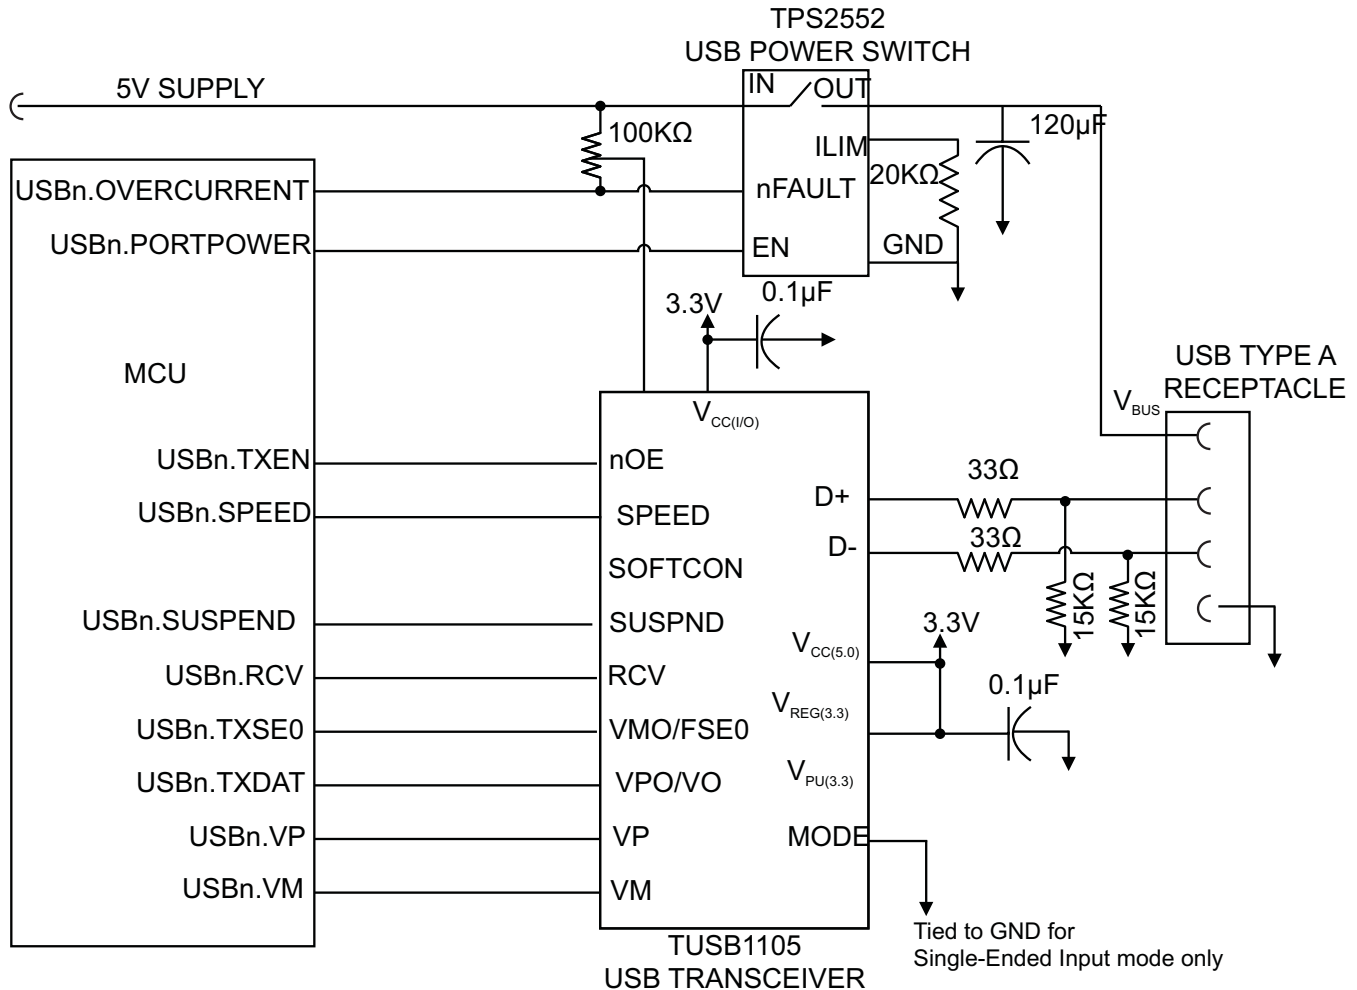 TPS2552
USB POWER SWITCH
5V SUPPLY
IN
OUT
100KΩ
120µF
ILIM
20KΩ
USBn.OVERCURRENT
nFAULT
USBn.PORTPOWER
EN
GND
3.3V
0.1µF
MCU
USB TYPE A
RECEPTACLE
VBUS
VCC(I/O)
USBn.TXEN
nOE
33Ω
D+
USBn.SPEED
SPEED
33Ω
D-
SOFTCON
15KΩ
15KΩ
USBn.SUSPEND
SUSPND
3.3V
VCC(5.0)
USBn.RCV
RCV
0.1µF
VREG(3.3)
USBn.TXSE0
VMO/FSE0
USBn.TXDAT
VPO/VO
VPU(3.3)
USBn.VP
VP
MODE
USBn.VM
VM
Tied to GND for
Single-Ended Input mode only
TUSB1105
USB TRANSCEIVER